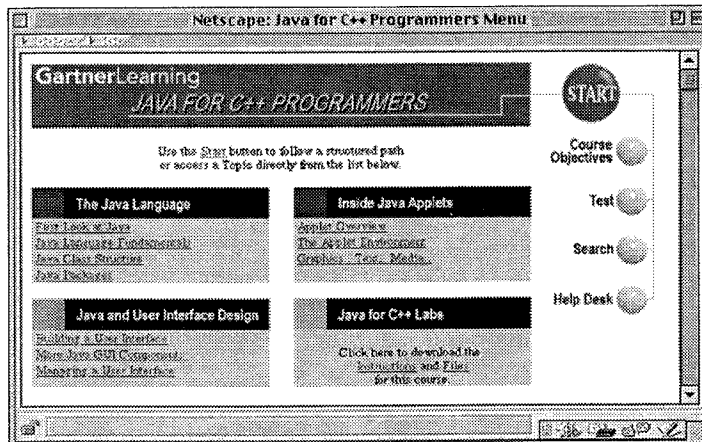 Netscape: Java for C++ Programmers Menu
GartnerLearning
JAVA FOR C++ PROGRAMMERS
START
Use the Start button to follow a structured path
or access a Topic directly from the list below.
Course
Objectives
Test
Search
Help Desk
The Java Language
First Look at Java
Java Language Fundamentals
Java Class Structure
Java Packages
Inside Java Applets
Applet Overview
The Applet Environment
Graphics, Text, Media...
Java and User Interface Design
Building a User Interface
More Java GUI Components
Managing a User Interface
Java for C++ Labs
Click here to download the
Instructions and Files
for this course.